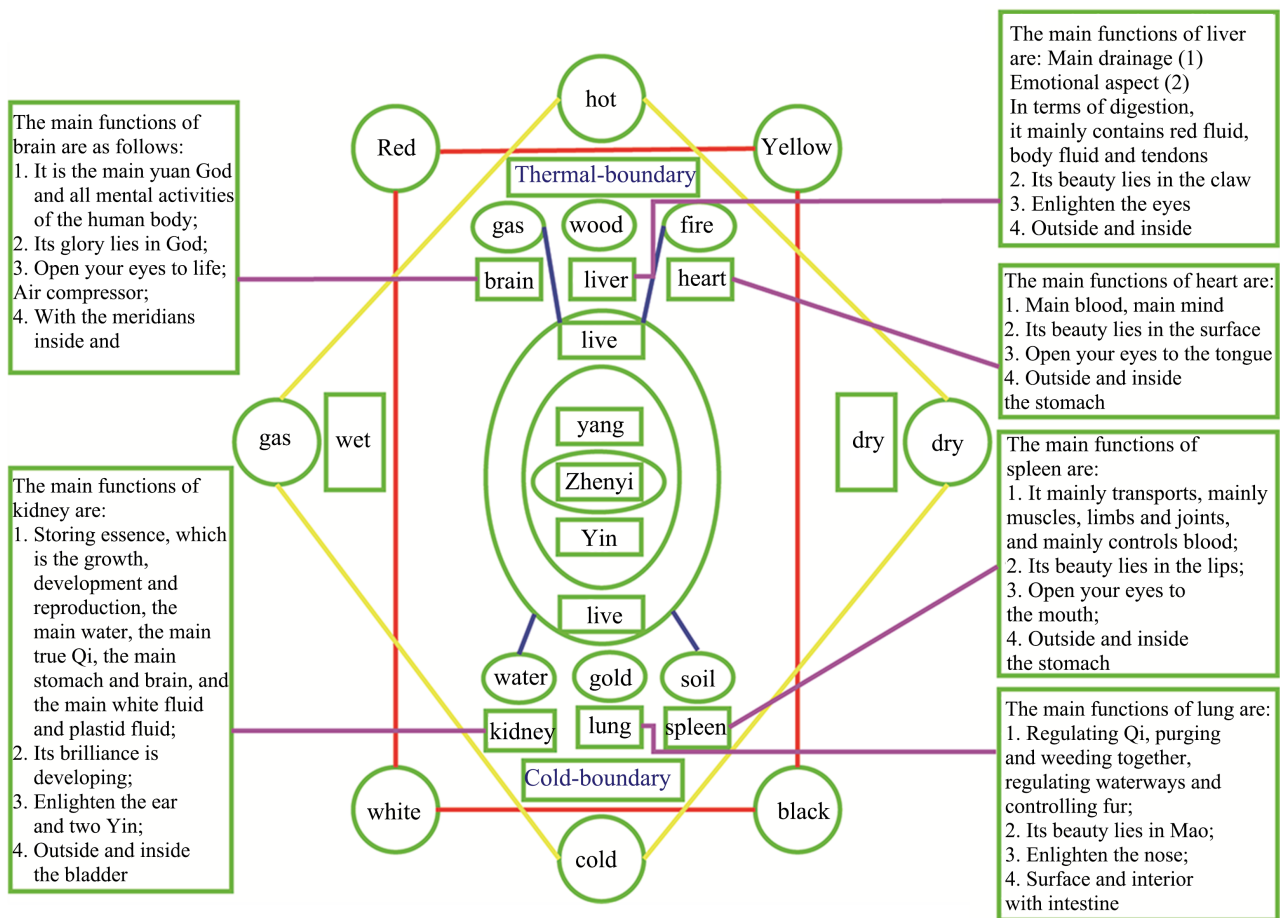 The main functions of
brain are as follows:
1. It is the main yuan God
and all mental activities
of the human body;
2. Its glory lies in God;
3. Open your eyes to life;
Air compressor;
4. With the meridians
inside and
The main functions of
kidney are:
1. Storing essence, which
is the growth,
development and
reproduction, the
main water, the main
true Qi, the main
stomach and brain, and
the main white fluid
and plastid fluid;
2. Its brilliance is
developing;
3. Enlighten the ear
and two Yin;
4. Outside and inside
the bladder
hot
Red
Yellow
Thermal-boundary
gas
wood
fire
brain
liver
heart
live
gas
wet
yang
Zhenyi
Yin
dry
dry
live
water
gold
soil
kidney
lung
spleen
Cold-boundary
white
black
cold
The main functions of liver
are: Main drainage (1)
Emotional aspect (2)
In terms of digestion,
it mainly contains red fluid,
body fluid and tendons
2. Its beauty lies in the claw
3. Enlighten the eyes
4. Outside and inside
The main functions of heart are:
1. Main blood, main mind
2. Its beauty lies in the surface
3. Open your eyes to the tongue
4. Outside and inside
the stomach
The main functions of
spleen are:
1. It mainly transports, mainly
muscles, limbs and joints,
and mainly controls blood;
2. Its beauty lies in the lips;
3. Open your eyes to
the mouth;
4. Outside and inside
the stomach
The main functions of lung are:
1. Regulating Qi, purging
and weeding together,
regulating waterways and
controlling fur;
2. Its beauty lies in Mao;
3. Enlighten the nose;
4. Surface and interior
with intestine